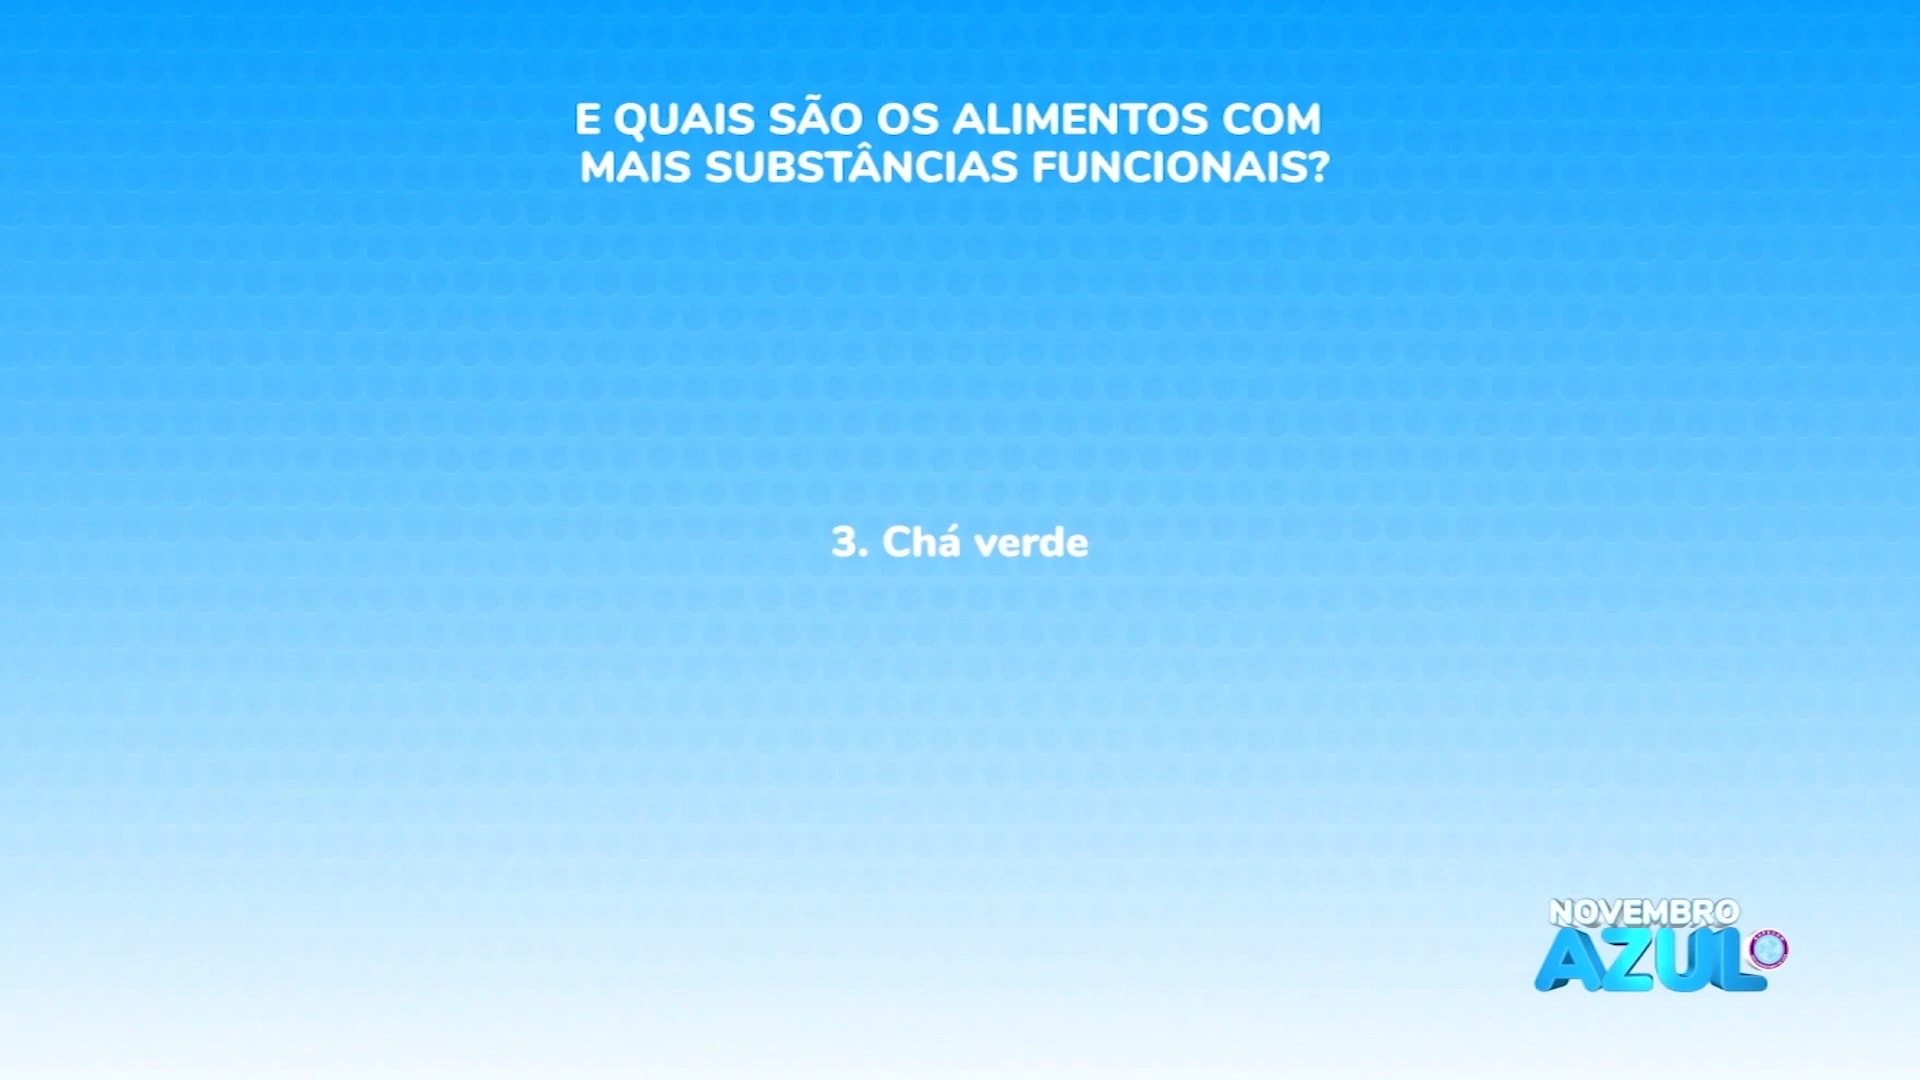 E QUAIS SÃO OS ALIMENTOS COM
MAIS SUBSTÂNCIAS FUNCIONAIS?
3. Chá verde
NOVEMBRO
AZUL